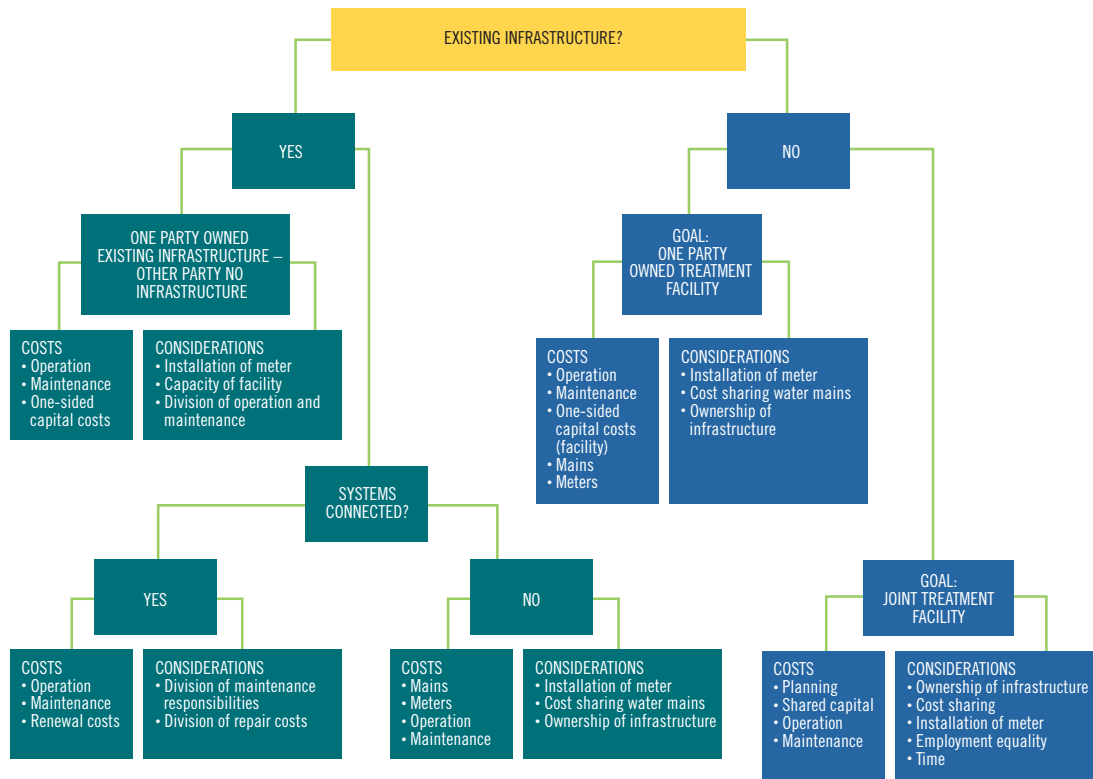 EXISTING INFRASTRUCTURE?
YES
NO
ONE PARTY OWNED
EXISTING INFRASTRUCTURE –
OTHER PARTY NO
INFRASTRUCTURE
COSTS
• Operation
• Maintenance
• One-sided
capital costs
CONSIDERATIONS
• Installation of meter
• Capacity of facility
• Division of operation and
maintenance
GOAL:
ONE PARTY
OWNED TREATMENT
FACILITY
COSTS
• Operation
• Maintenance
• One-sided
capital costs
(facility)
• Mains
• Meters
CONSIDERATIONS
• Installation of meter
• Cost sharing water mains
• Ownership of
infrastructure
SYSTEMS
CONNECTED?
YES
COSTS
• Operation
• Maintenance
• Renewal costs
CONSIDERATIONS
• Division of maintenance
responsibilities
• Division of repair costs
NO
COSTS
• Mains
• Meters
• Operation
• Maintenance
CONSIDERATIONS
• Installation of meter
• Cost sharing water mains
• Ownership of infrastructure
GOAL:
JOINT TREATMENT
FACILITY
COSTS
• Planning
• Shared capital
• Operation
• Maintenance
CONSIDERATIONS
• Ownership of infrastructure
• Cost sharing
• Installation of meter
• Employment equality
• Time